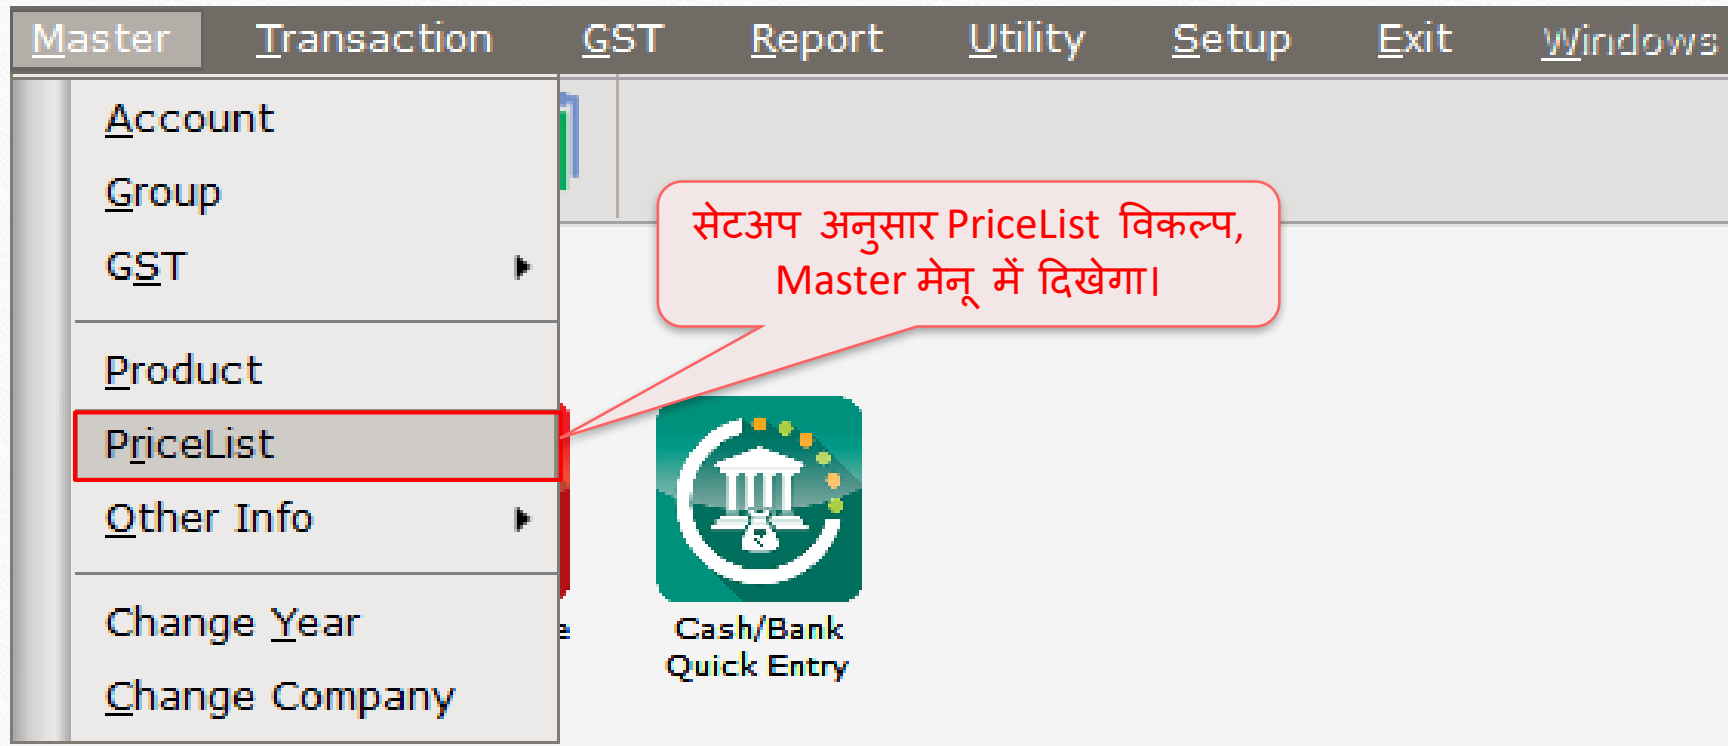 Master Transaction GST Report Utility Setup Exit Windows
Account
Group
GST
Product
PriceList
Other Info
Change Year
Change Company
सेटअप अनुसार PriceList विकल्प,
Master मेनू में दिखेगा।
Cash/Bank
Quick Entry